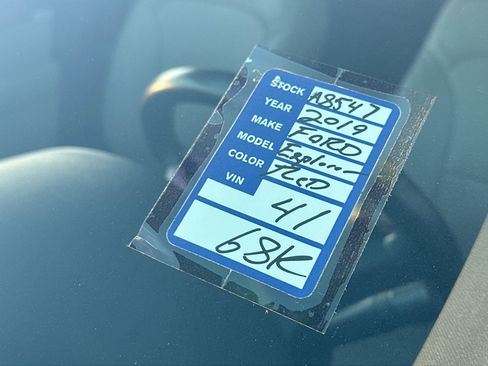 STOCK A8547
YEAR 2019
MAKE FORD
MODEL Explorer
COLOR RED
VIN
41
68K